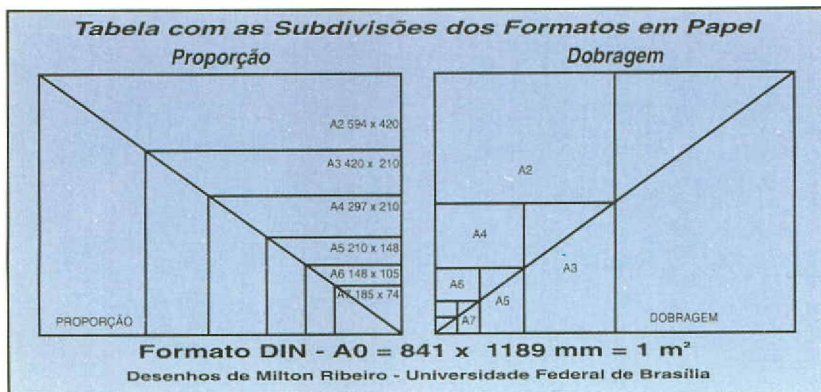 Tabela com as Subdivisões dos Formatos em Papel
Proporção
Dobragem
A2 594 x 420
A3 420 x 210
A4 297 x 210
A5 210 x 148
A6 148 x 105
A7 185 x 74
PROPORÇÃO
A2
A4
A3
A6
A5
A7
DOBRAGEM
Formato DIN - A0 = 841 x 1189 mm = 1 m²
Desenhos de Milton Ribeiro - Universidade Federal de Brasília